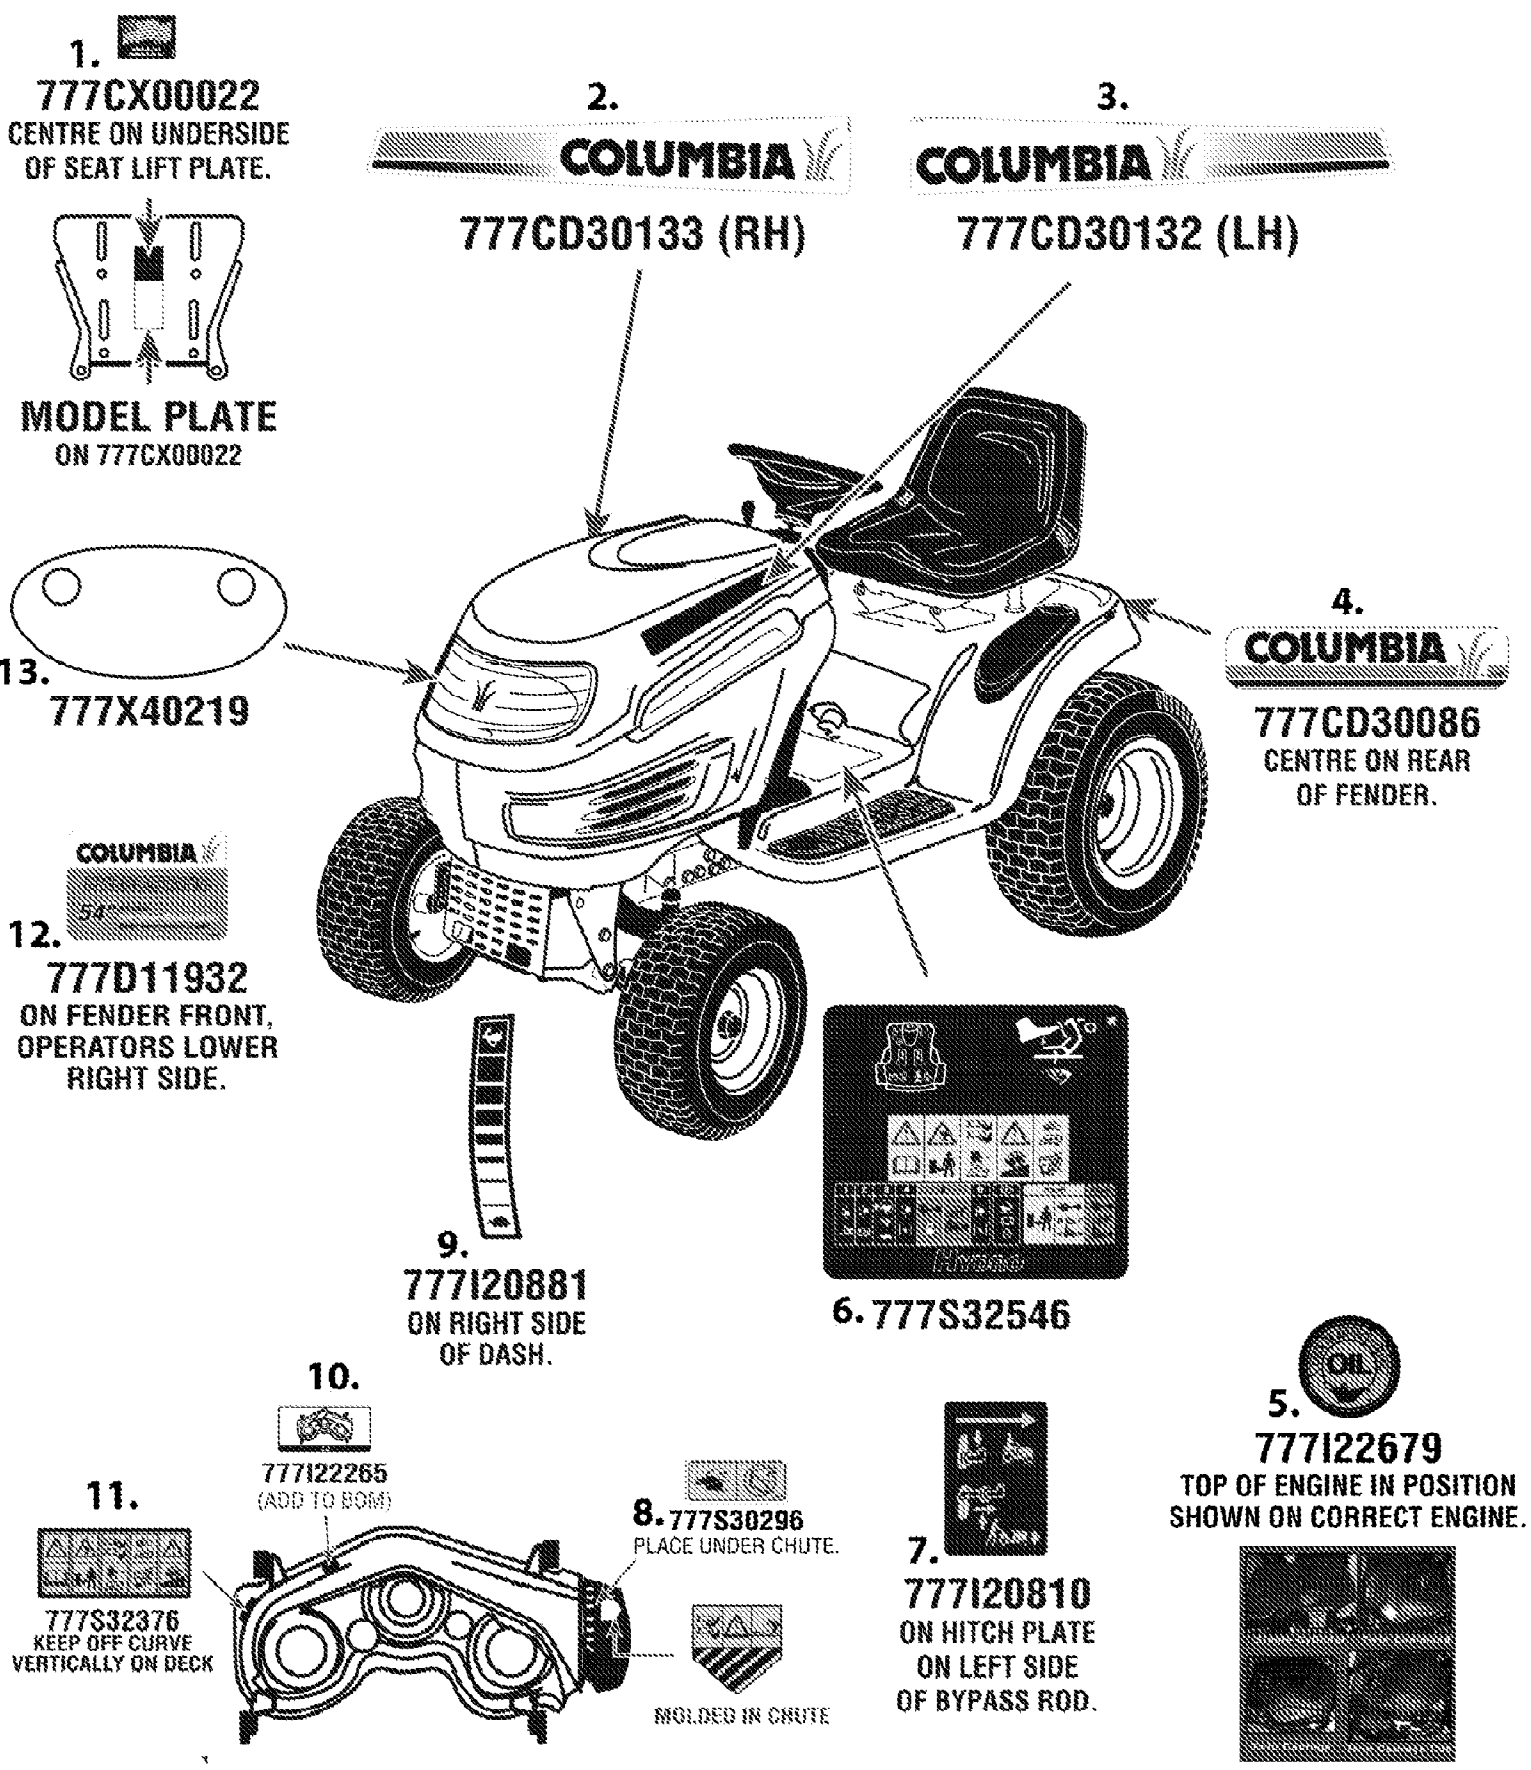 1.
777CX00022
CENTRE ON UNDERSIDE
OF SEAT LIFT PLATE.
MODEL PLATE
ON 777CX00022
2.
COLUMBIA
777CD30133 (RH)
3.
COLUMBIA
777CD30132 (LH)
4.
COLUMBIA
777CD30086
CENTRE ON REAR
OF FENDER.
13.
777X40219
COLUMBIA
54"
12.
777D11932
ON FENDER FRONT,
OPERATORS LOWER
RIGHT SIDE.
9.
777I20881
ON RIGHT SIDE
OF DASH.
HYDRO
6. 777S32546
OIL
5.
777I22679
TOP OF ENGINE IN POSITION
SHOWN ON CORRECT ENGINE.
10.
777I22265
(ADD TO BOM)
11.
777S32376
KEEP OFF CURVE
VERTICALLY ON DECK
8. 777S30296
PLACE UNDER CHUTE.
MOLDED IN CHUTE
7.
777I20810
ON HITCH PLATE
ON LEFT SIDE
OF BYPASS ROD.